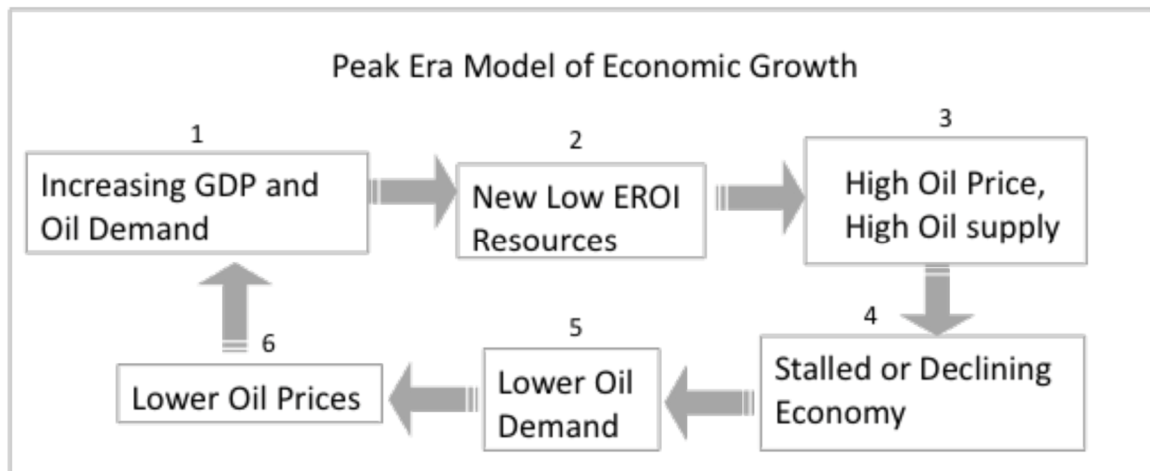 Peak Era Model of Economic Growth
1
Increasing GDP and
Oil Demand
2
New Low EROI
Resources
3
High Oil Price,
High Oil supply
4
Stalled or Declining
Economy
5
Lower Oil
Demand
6
Lower Oil Prices